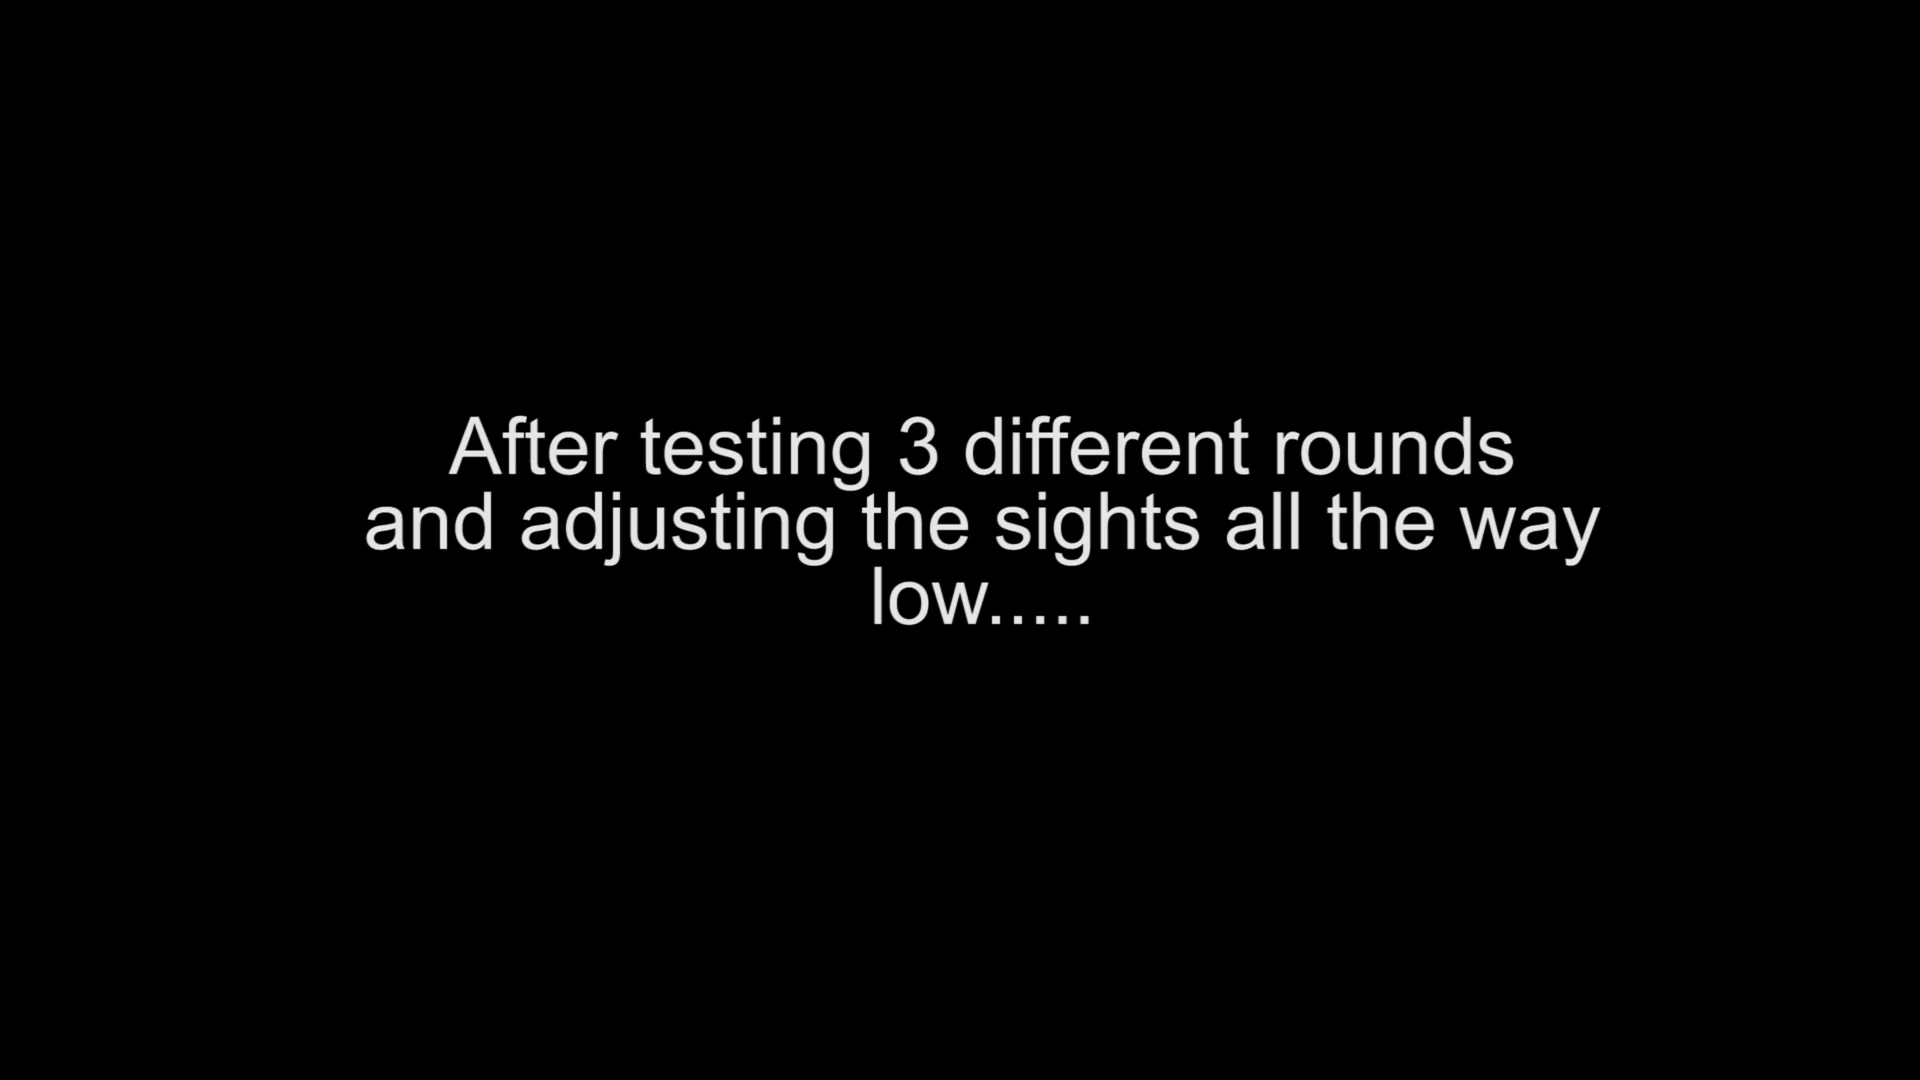 After testing 3 different rounds
and adjusting the sights all the way
low.....